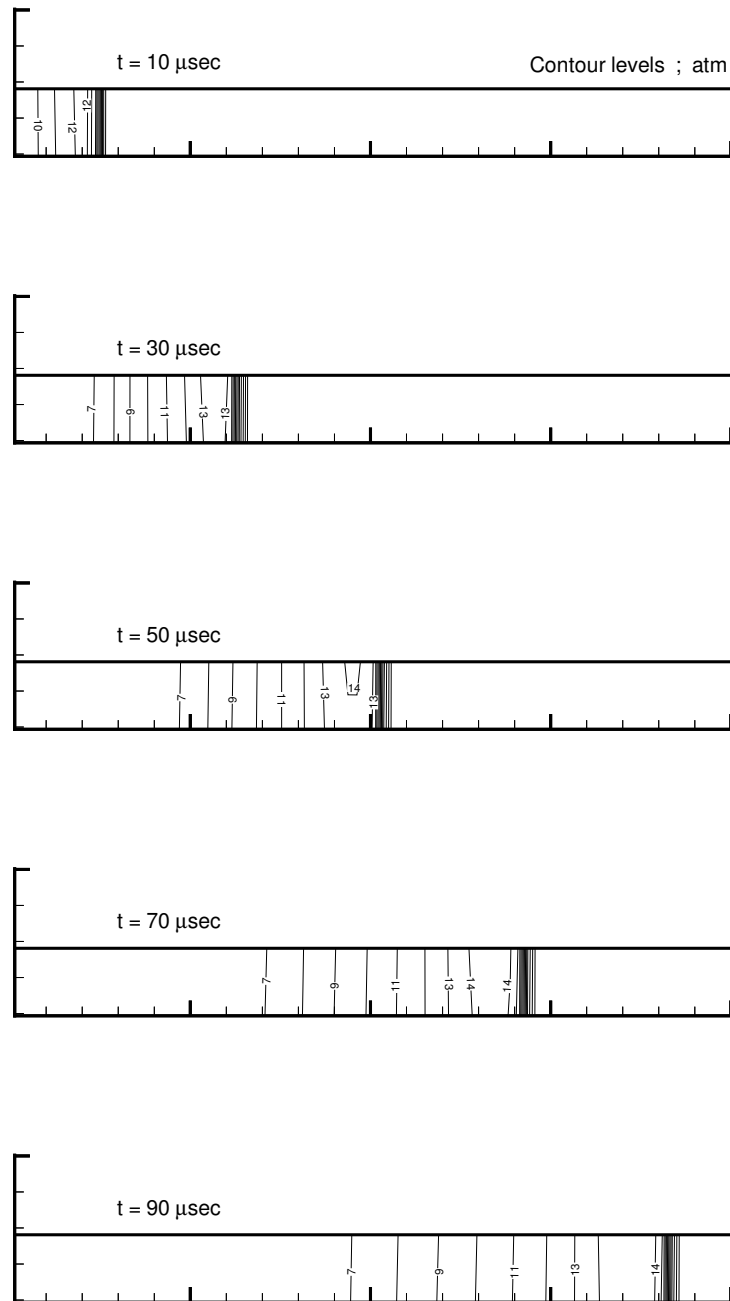 t = 10 μsec
Contour levels ; atm
10 12 12
t = 30 μsec
7 9 11 13 13
t = 50 μsec
7 9 11 13 14 13
t = 70 μsec
7 9 11 13 14 14
t = 90 μsec
7 9 11 13 14